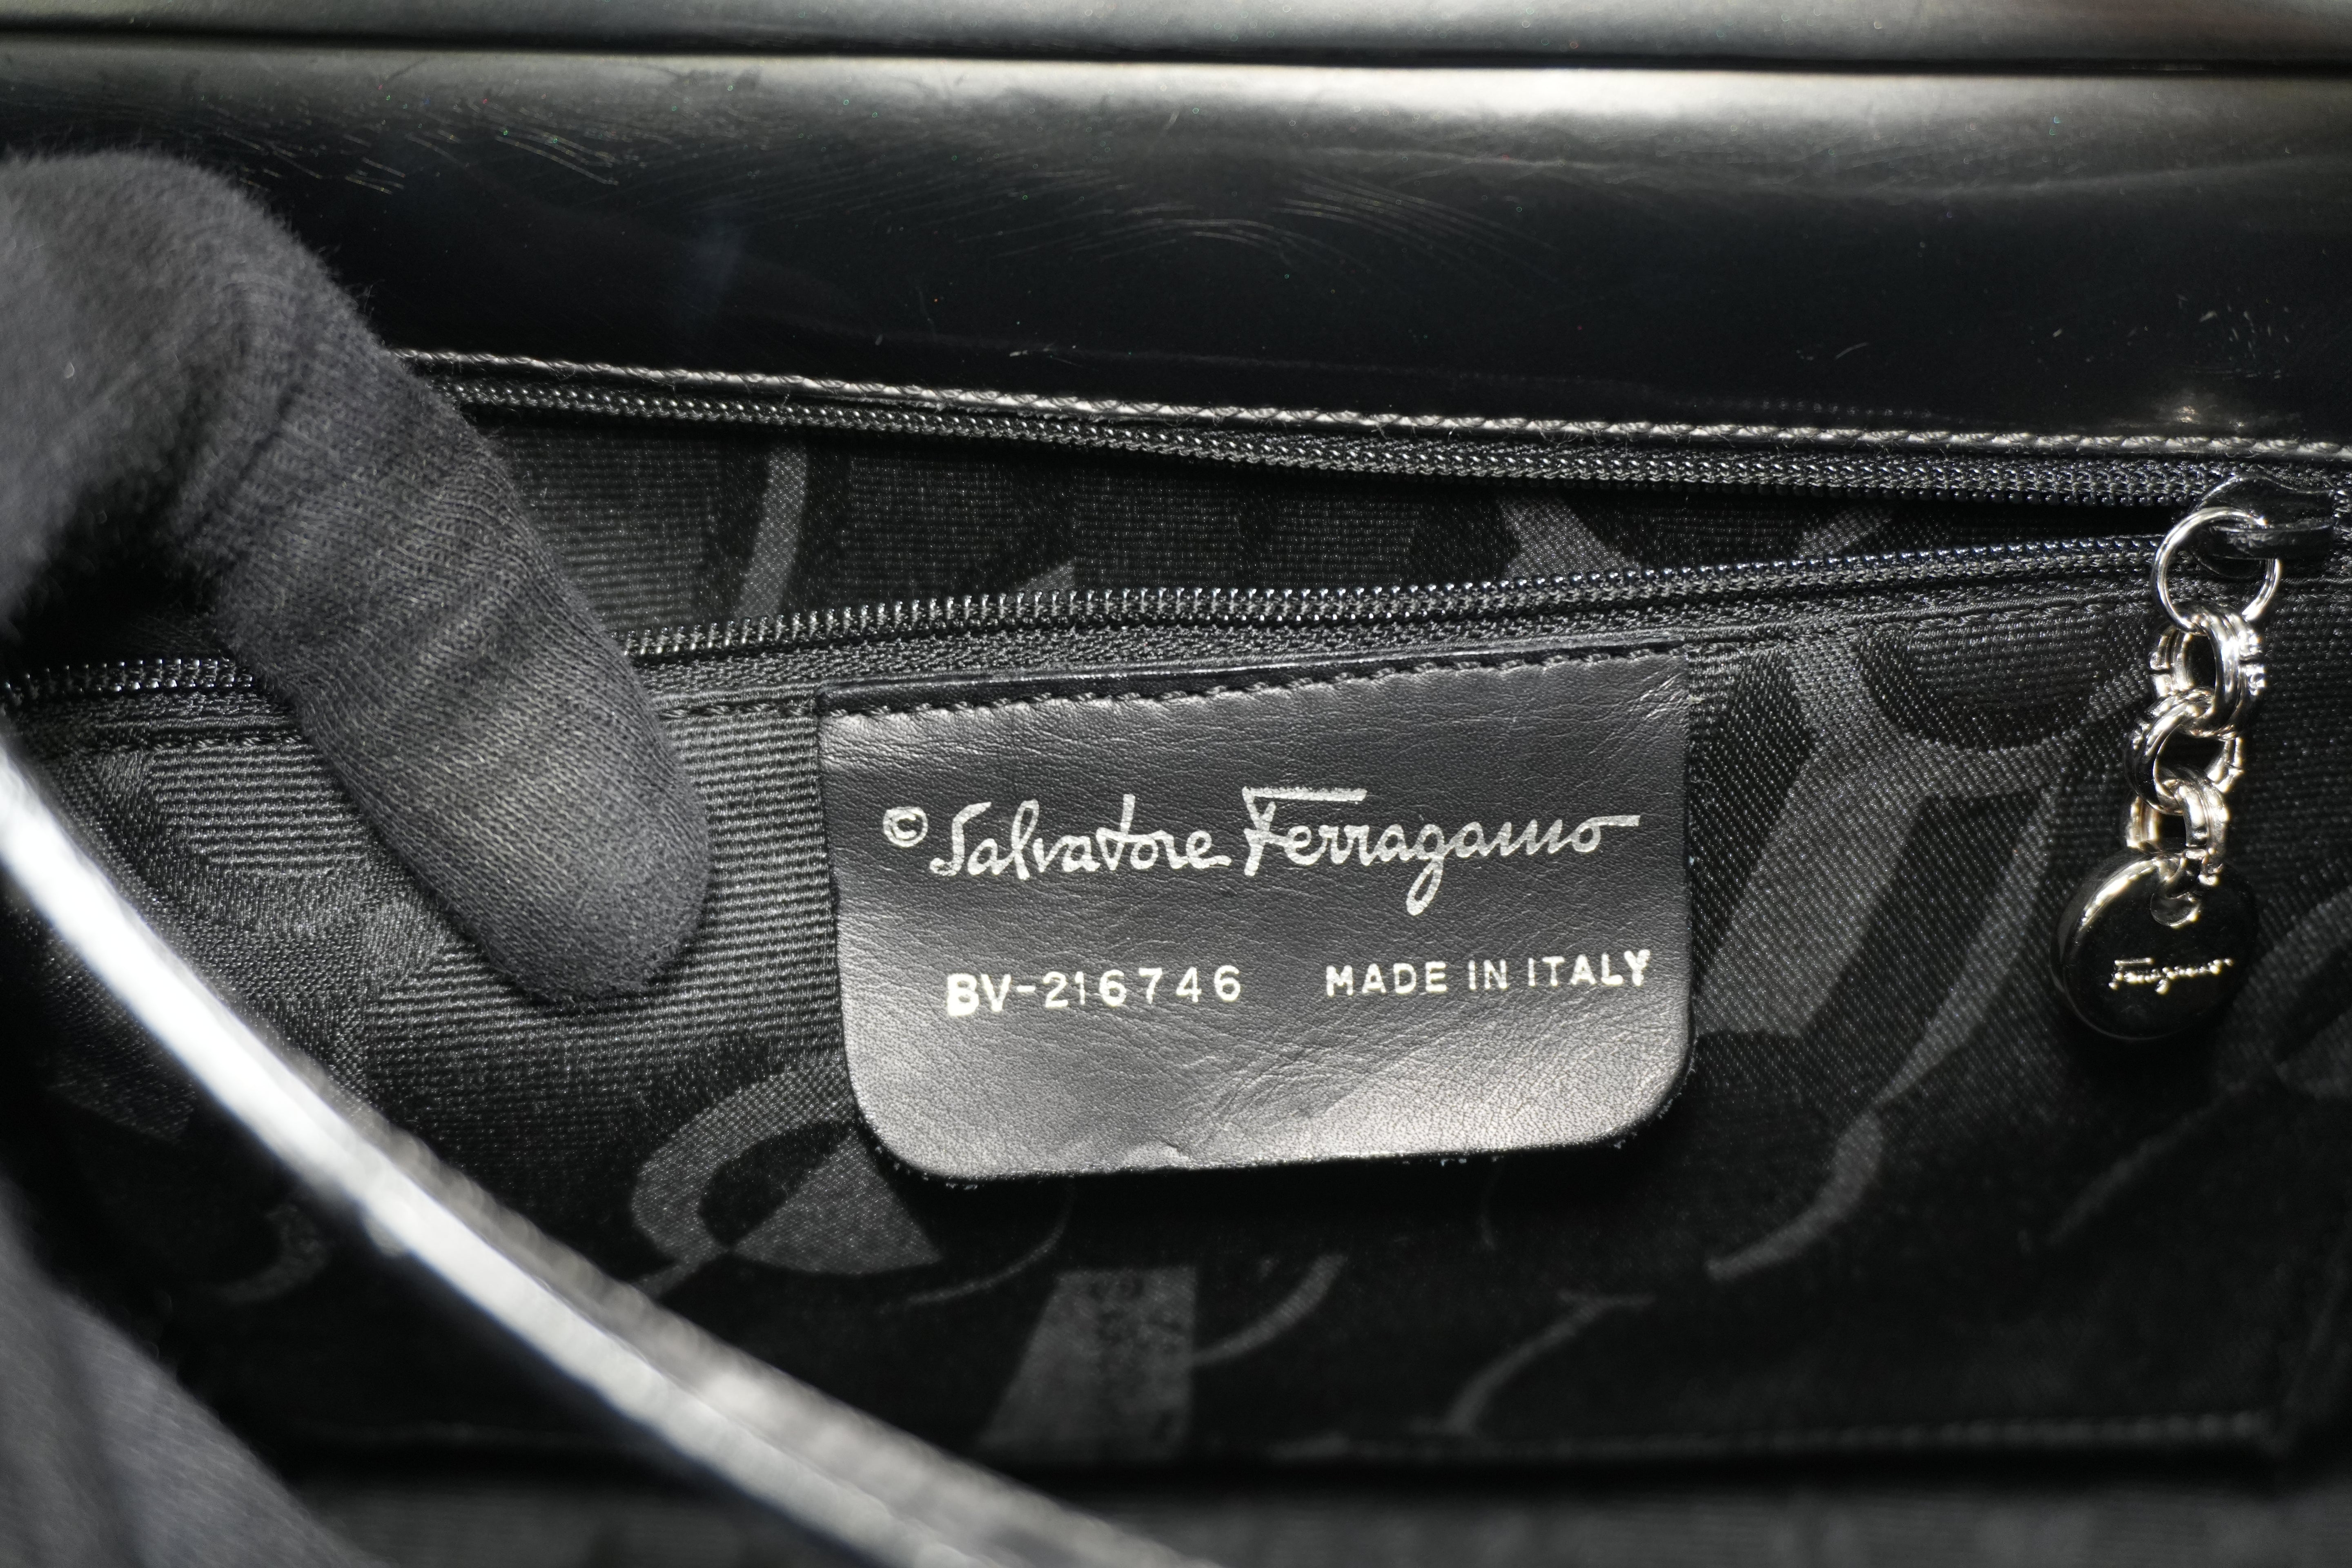 © Salvatore Ferragamo
BV-216746 MADE IN ITALY
Ferragamo